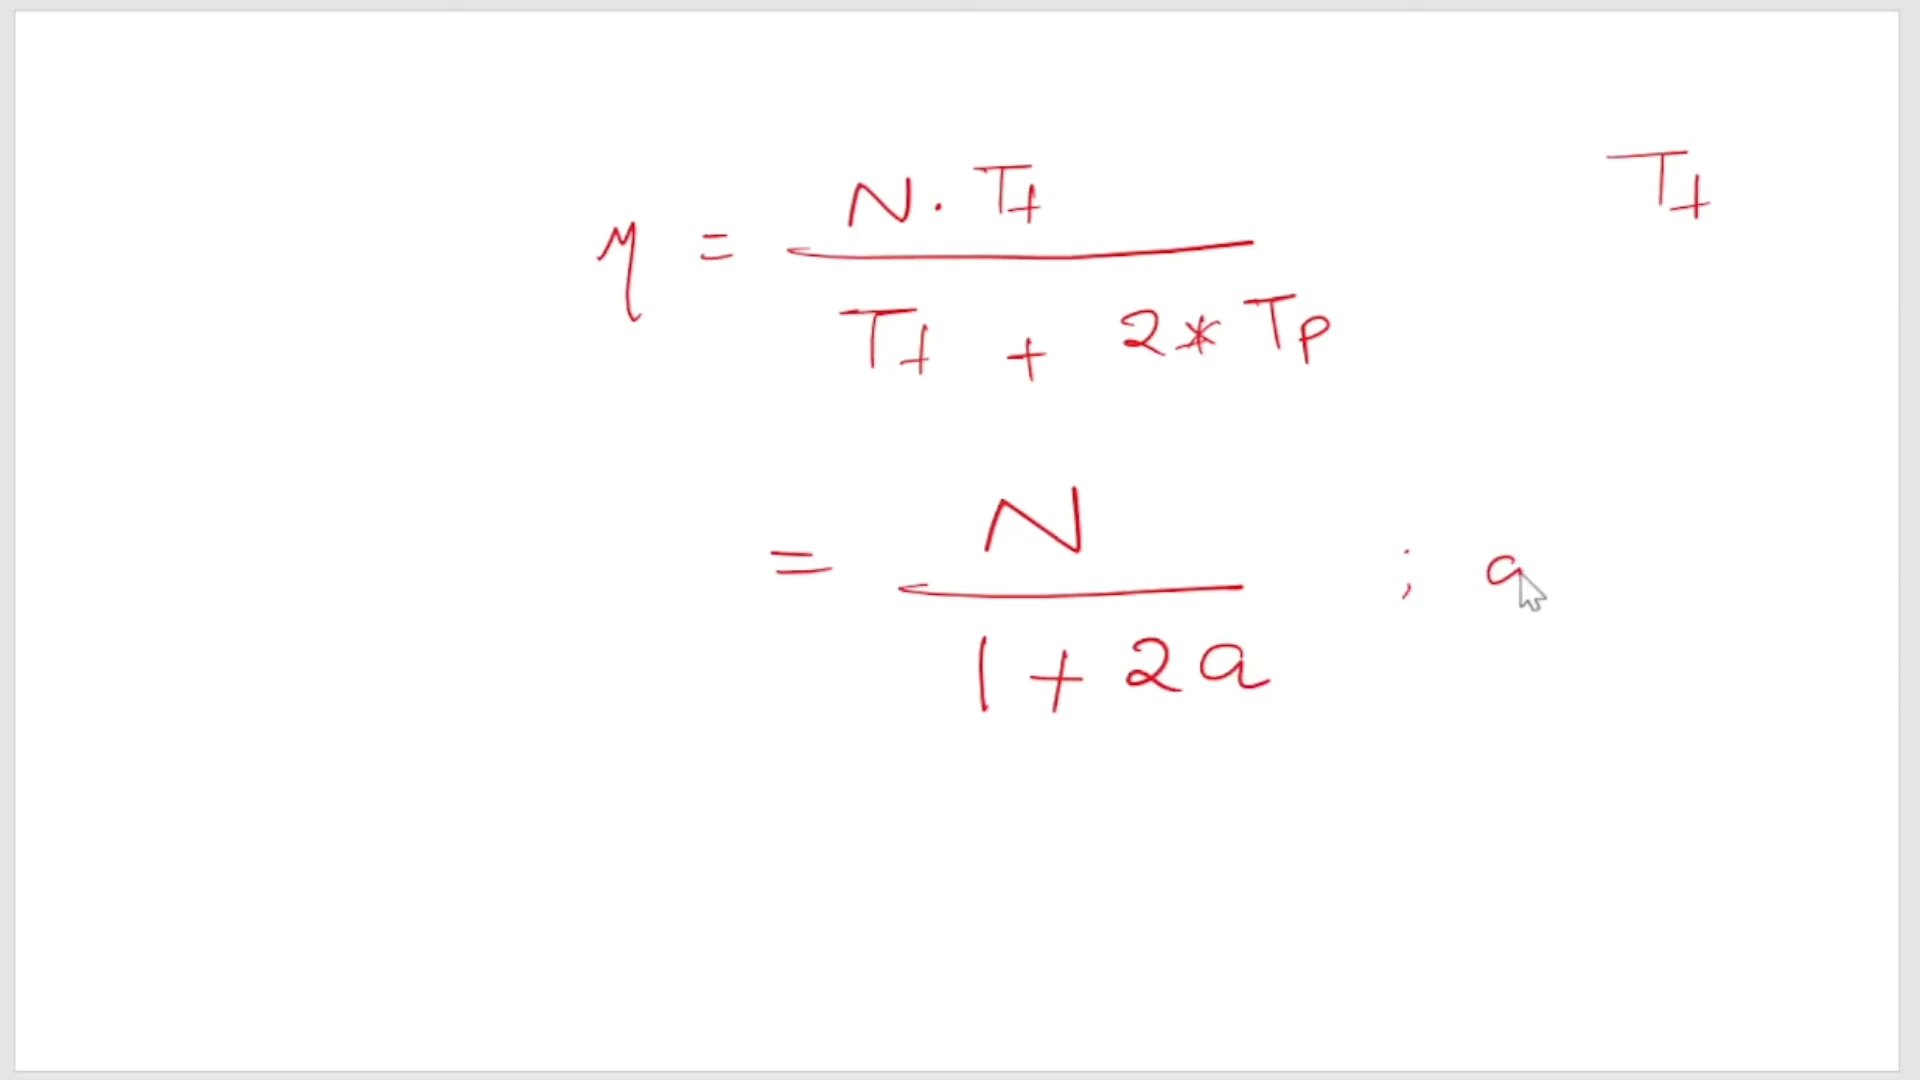 η = N . Tt / Tt + 2 * Tp
Tt
= N / 1 + 2a ; a